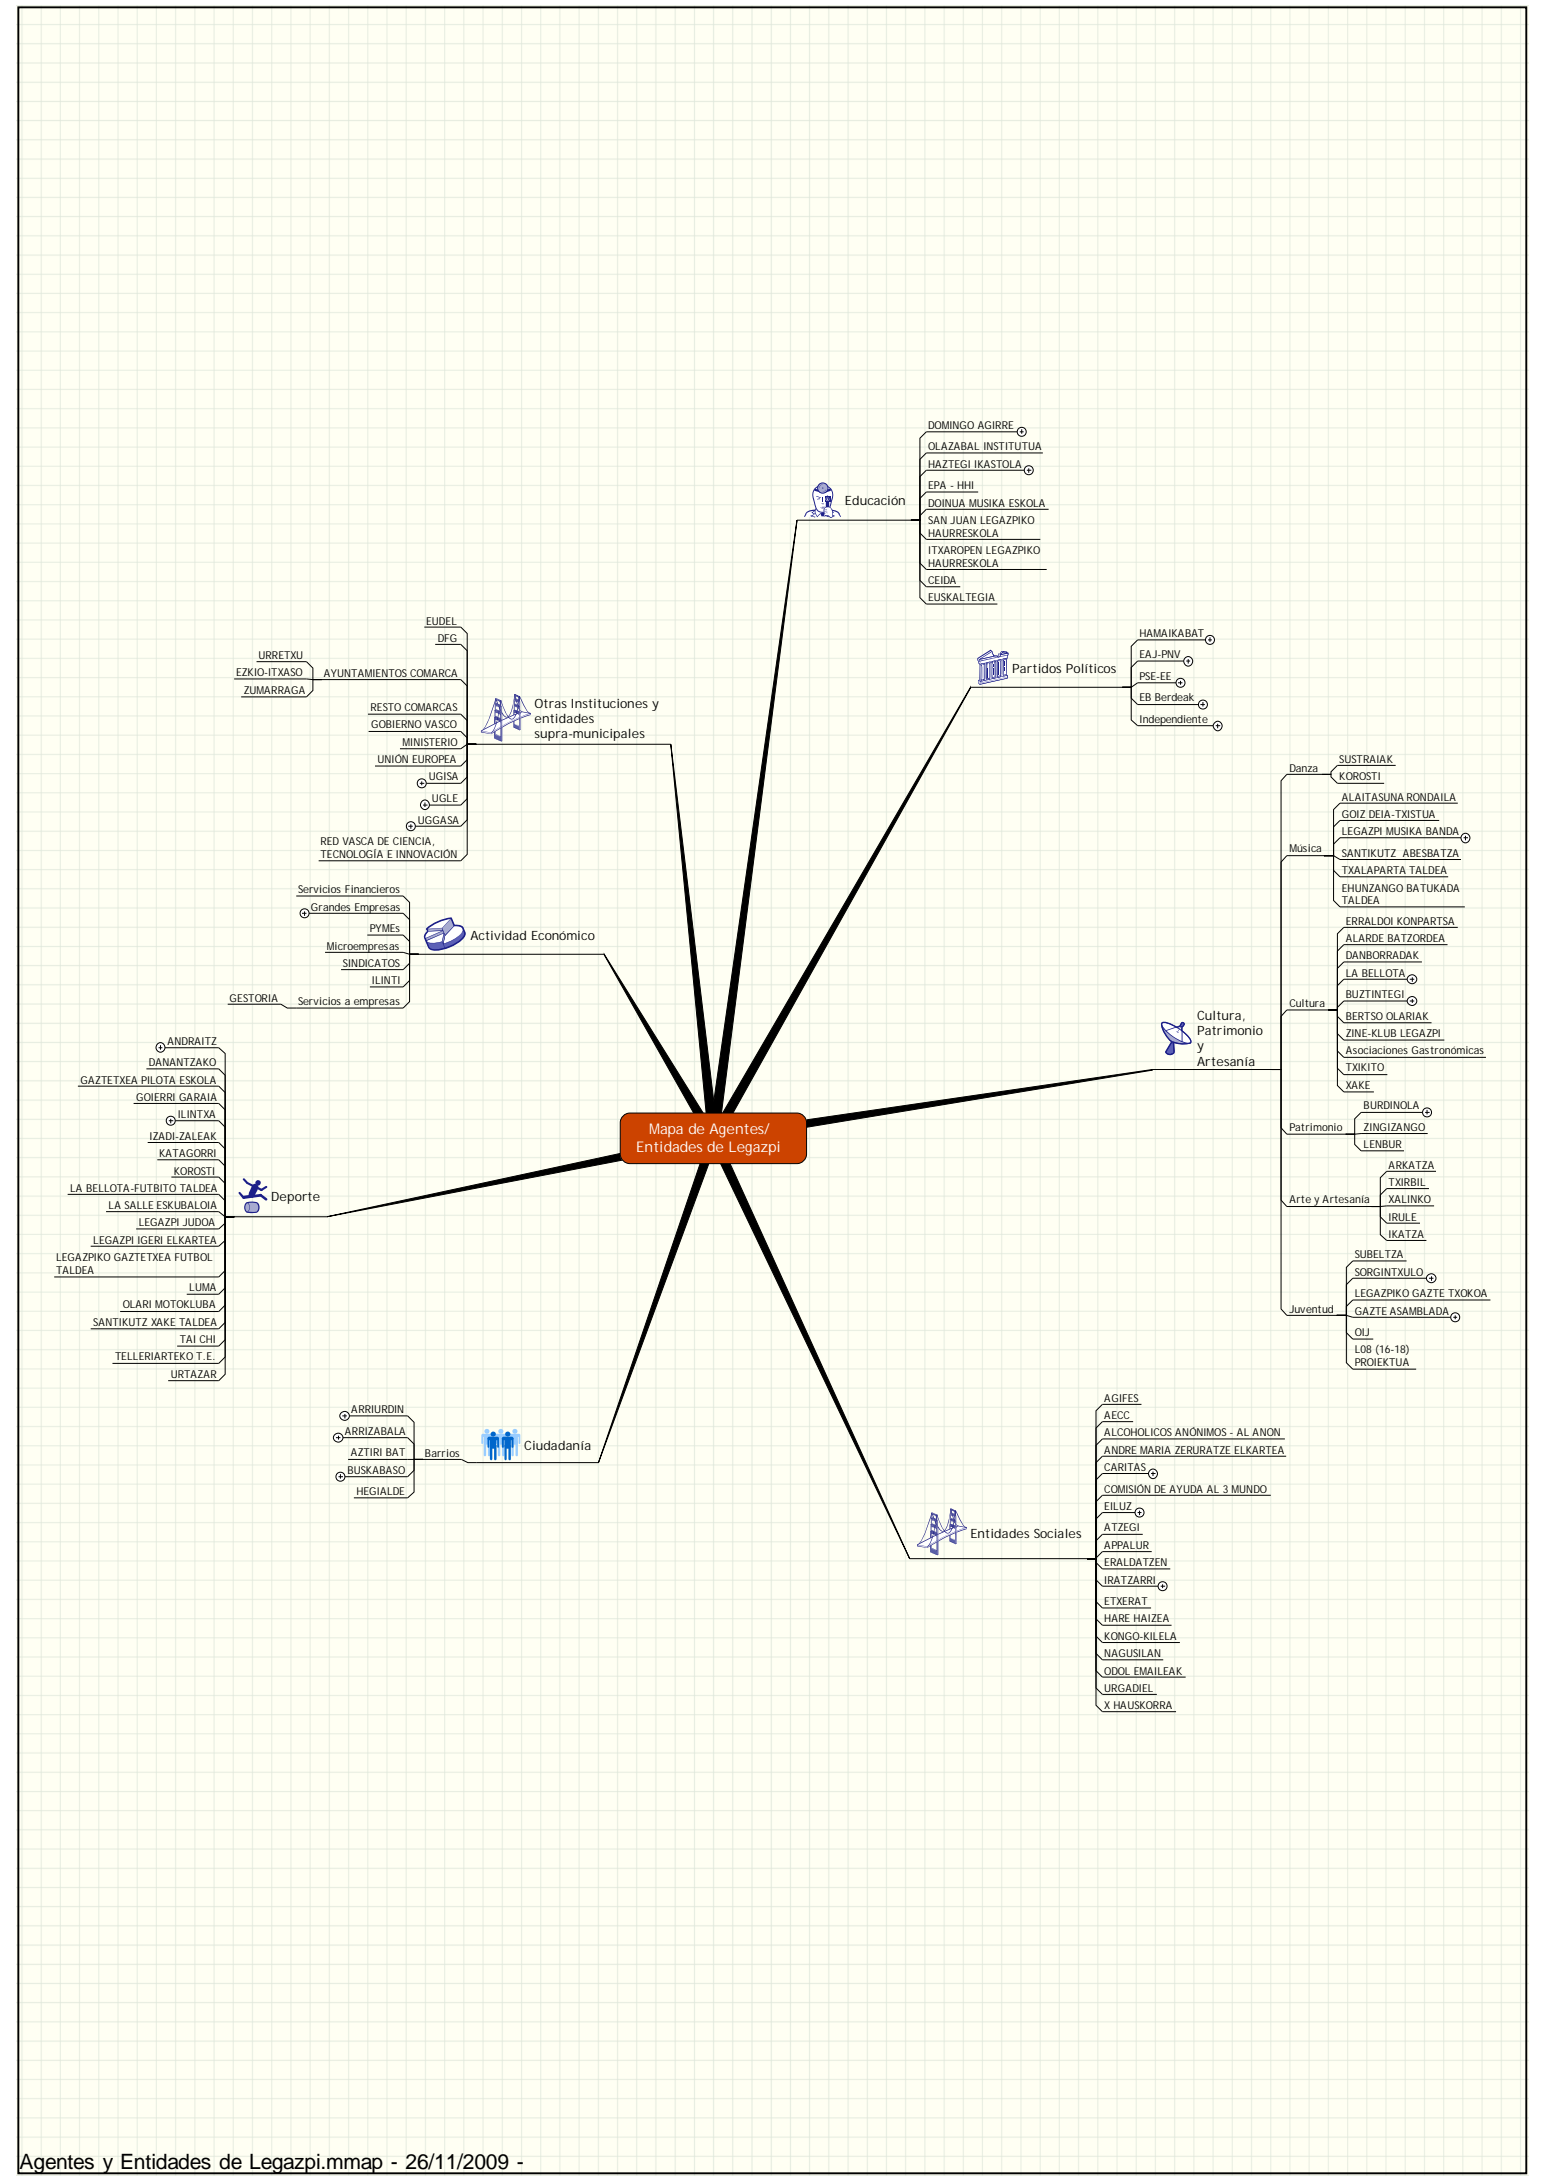 DOMINGO AGIRRE
OLAZABAL INSTITUTUA
HAZTEGI IKASTOLA
EPA - HHI
DOINUA MUSIKA ESKOLA
SAN JUAN LEGAZPIKO
HAURRESKOLA
ITXAROPEN LEGAZPIKO
HAURRESKOLA
CEIDA
EUSKALTEGIA
Educación
HAMAIKABAT
EAJ-PNV
PSE-EE
EB Berdeak
Independiente
Partidos Políticos
EUDEL
DFG
URRETXU
EZKIO-ITXASO
ZUMARRAGA
AYUNTAMIENTOS COMARCA
RESTO COMARCAS
GOBIERNO VASCO
MINISTERIO
UNIÓN EUROPEA
UGISA
UGLE
UGGASA
RED VASCA DE CIENCIA,
TECNOLOGÍA E INNOVACIÓN
Otras Instituciones y
entidades
supra-municipales
Servicios Financieros
Grandes Empresas
PYMEs
Microempresas
SINDICATOS
ILINTI
GESTORIA
Servicios a empresas
Actividad Económico
Danza
SUSTRAIAK
KOROSTI
Música
ALAITASUNA RONDAILA
GOIZ DEIA-TXISTUA
LEGAZPI MUSIKA BANDA
SANTIKUTZ  ABESBATZA
TXALAPARTA TALDEA
EHUNZANGO BATUKADA
TALDEA
Cultura
ERRALDOI KONPARTSA
ALARDE BATZORDEA
DANBORRADAK
LA BELLOTA
BUZTINTEGI
BERTSO OLARIAK
ZINE-KLUB LEGAZPI
Asociaciones Gastronómicas
TXIKITO
XAKE
Cultura,
Patrimonio
y
Artesanía
Patrimonio
BURDINOLA
ZINGIZANGO
LENBUR
Arte y Artesanía
ARKATZA
TXIRBIL
XALINKO
IRULE
IKATZA
Juventud
SUBELTZA
SORGINTXULO
LEGAZPIKO GAZTE TXOKOA
GAZTE ASAMBLADA
OIJ
L08 (16-18)
PROIEKTUA
Mapa de Agentes/
Entidades de Legazpi
ANDRAITZ
DANANTZAKO
GAZTETXEA PILOTA ESKOLA
GOIERRI GARAIA
ILINTXA
IZADI-ZALEAK
KATAGORRI
KOROSTI
LA BELLOTA-FUTBITO TALDEA
LA SALLE ESKUBALOIA
LEGAZPI JUDOA
LEGAZPI IGERI ELKARTEA
LEGAZPIKO GAZTETXEA FUTBOL
TALDEA
LUMA
OLARI MOTOKLUBA
SANTIKUTZ XAKE TALDEA
TAI CHI
TELLERIARTEKO T.E.
URTAZAR
Deporte
ARRIURDIN
ARRIZABALA
AZTIRI BAT
BUSKABASO
HEGIALDE
Barrios
Ciudadanía
Entidades Sociales
AGIFES
AECC
ALCOHOLICOS ANÓNIMOS - AL ANON
ANDRE MARIA ZERURATZE ELKARTEA
CARITAS
COMISIÓN DE AYUDA AL 3 MUNDO
EILUZ
ATZEGI
APPALUR
ERALDATZEN
IRATZARRI
ETXERAT
HARE HAIZEA
KONGO-KILELA
NAGUSILAN
ODOL EMAILEAK
URGADIEL
X HAUSKORRA
Agentes y Entidades de Legazpi.mmap - 26/11/2009 -